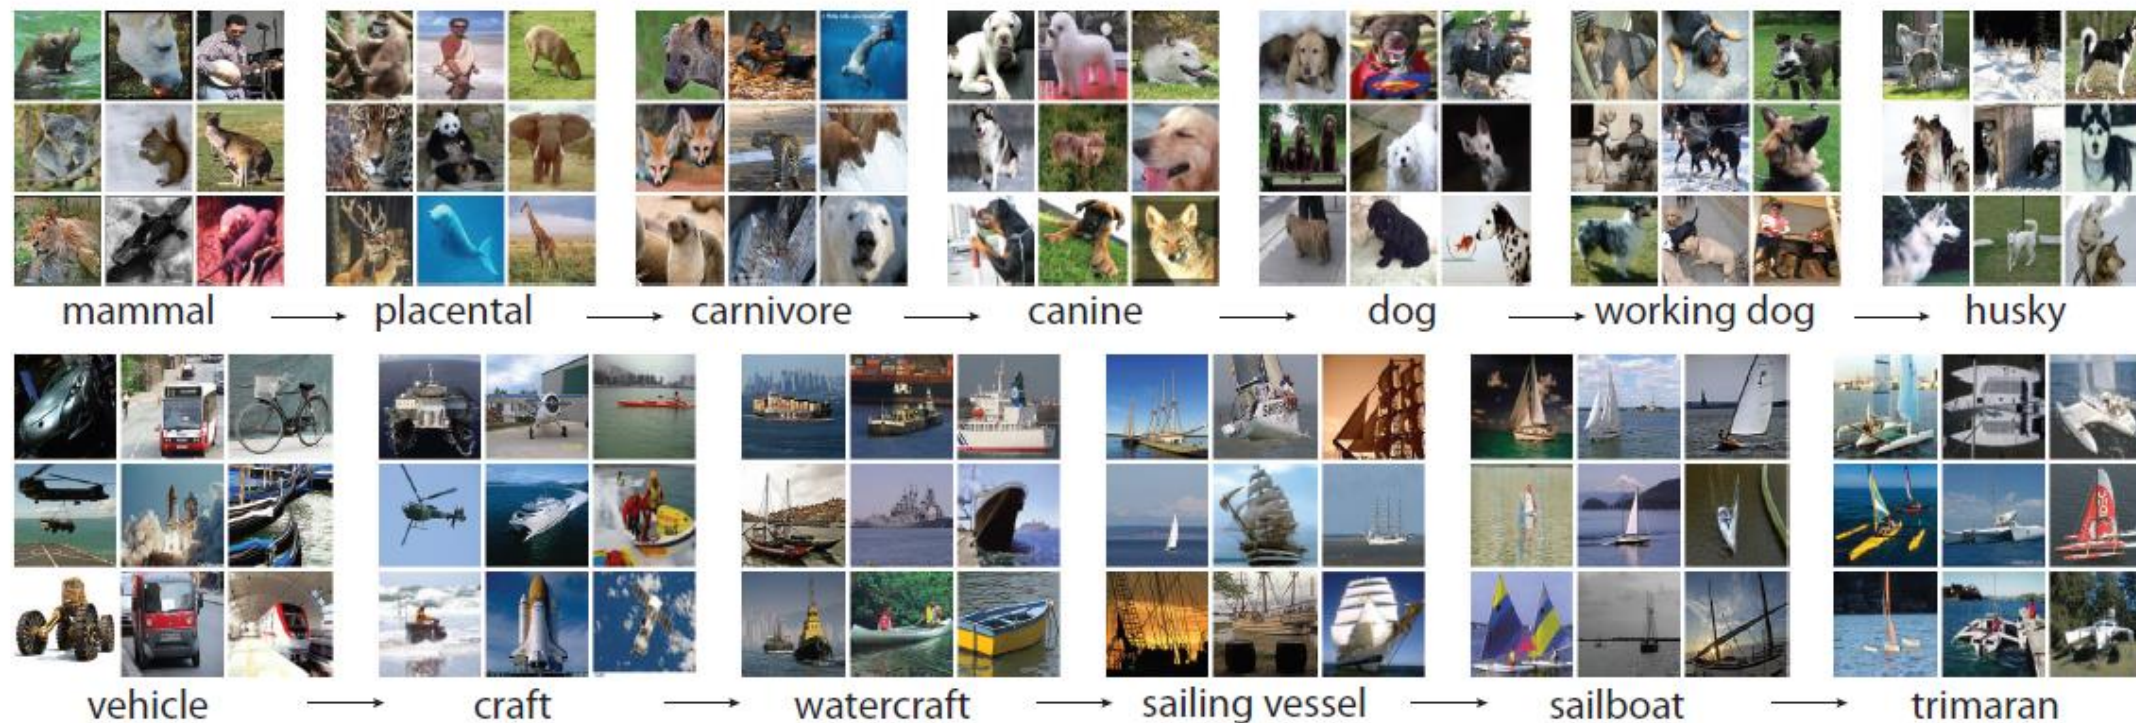 mammal → placental → carnivore → canine → dog → working dog → husky
vehicle → craft → watercraft → sailing vessel → sailboat → trimaran